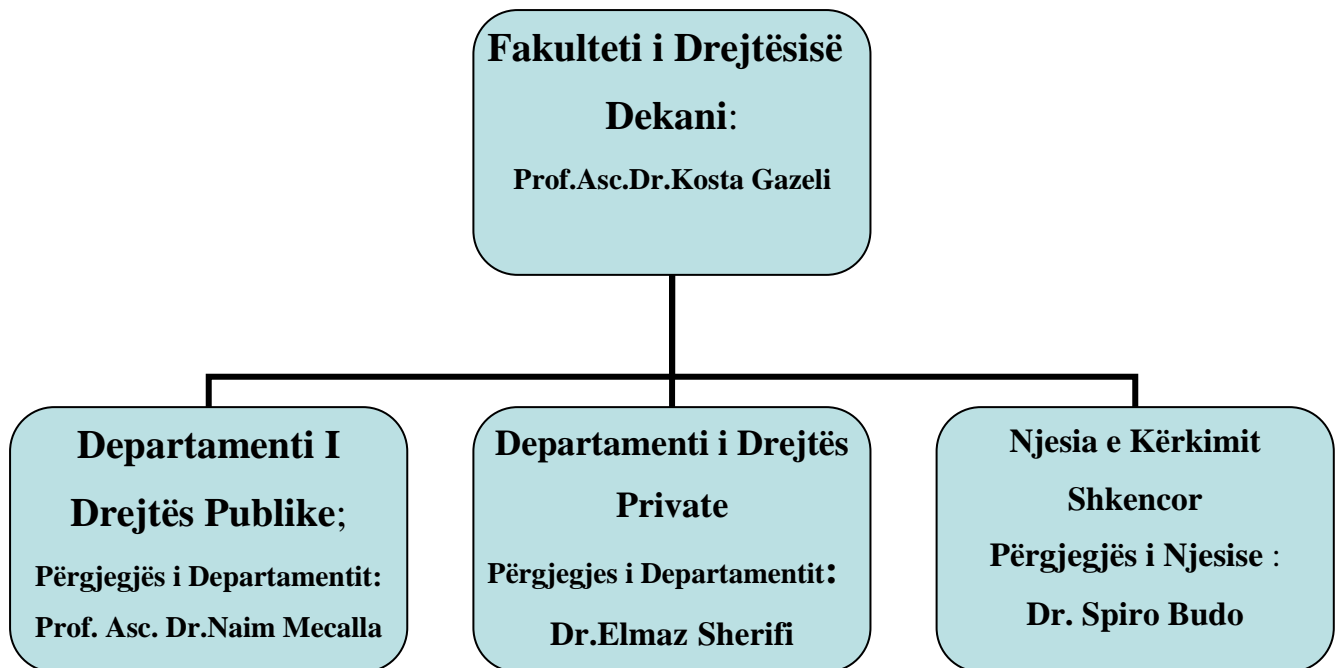 Fakulteti i Drejtësisë
Dekani:
Prof.Asc.Dr.Kosta Gazeli
Departamenti I
Drejtës Publike;
Përgjegjës i Departamentit:
Prof. Asc. Dr.Naim Mecalla
Departamenti i Drejtës
Private
Përgjegjes i Departamentit:
Dr.Elmaz Sherifi
Njesia e Kërkimit
Shkencor
Përgjegjës i Njesise :
Dr. Spiro Budo